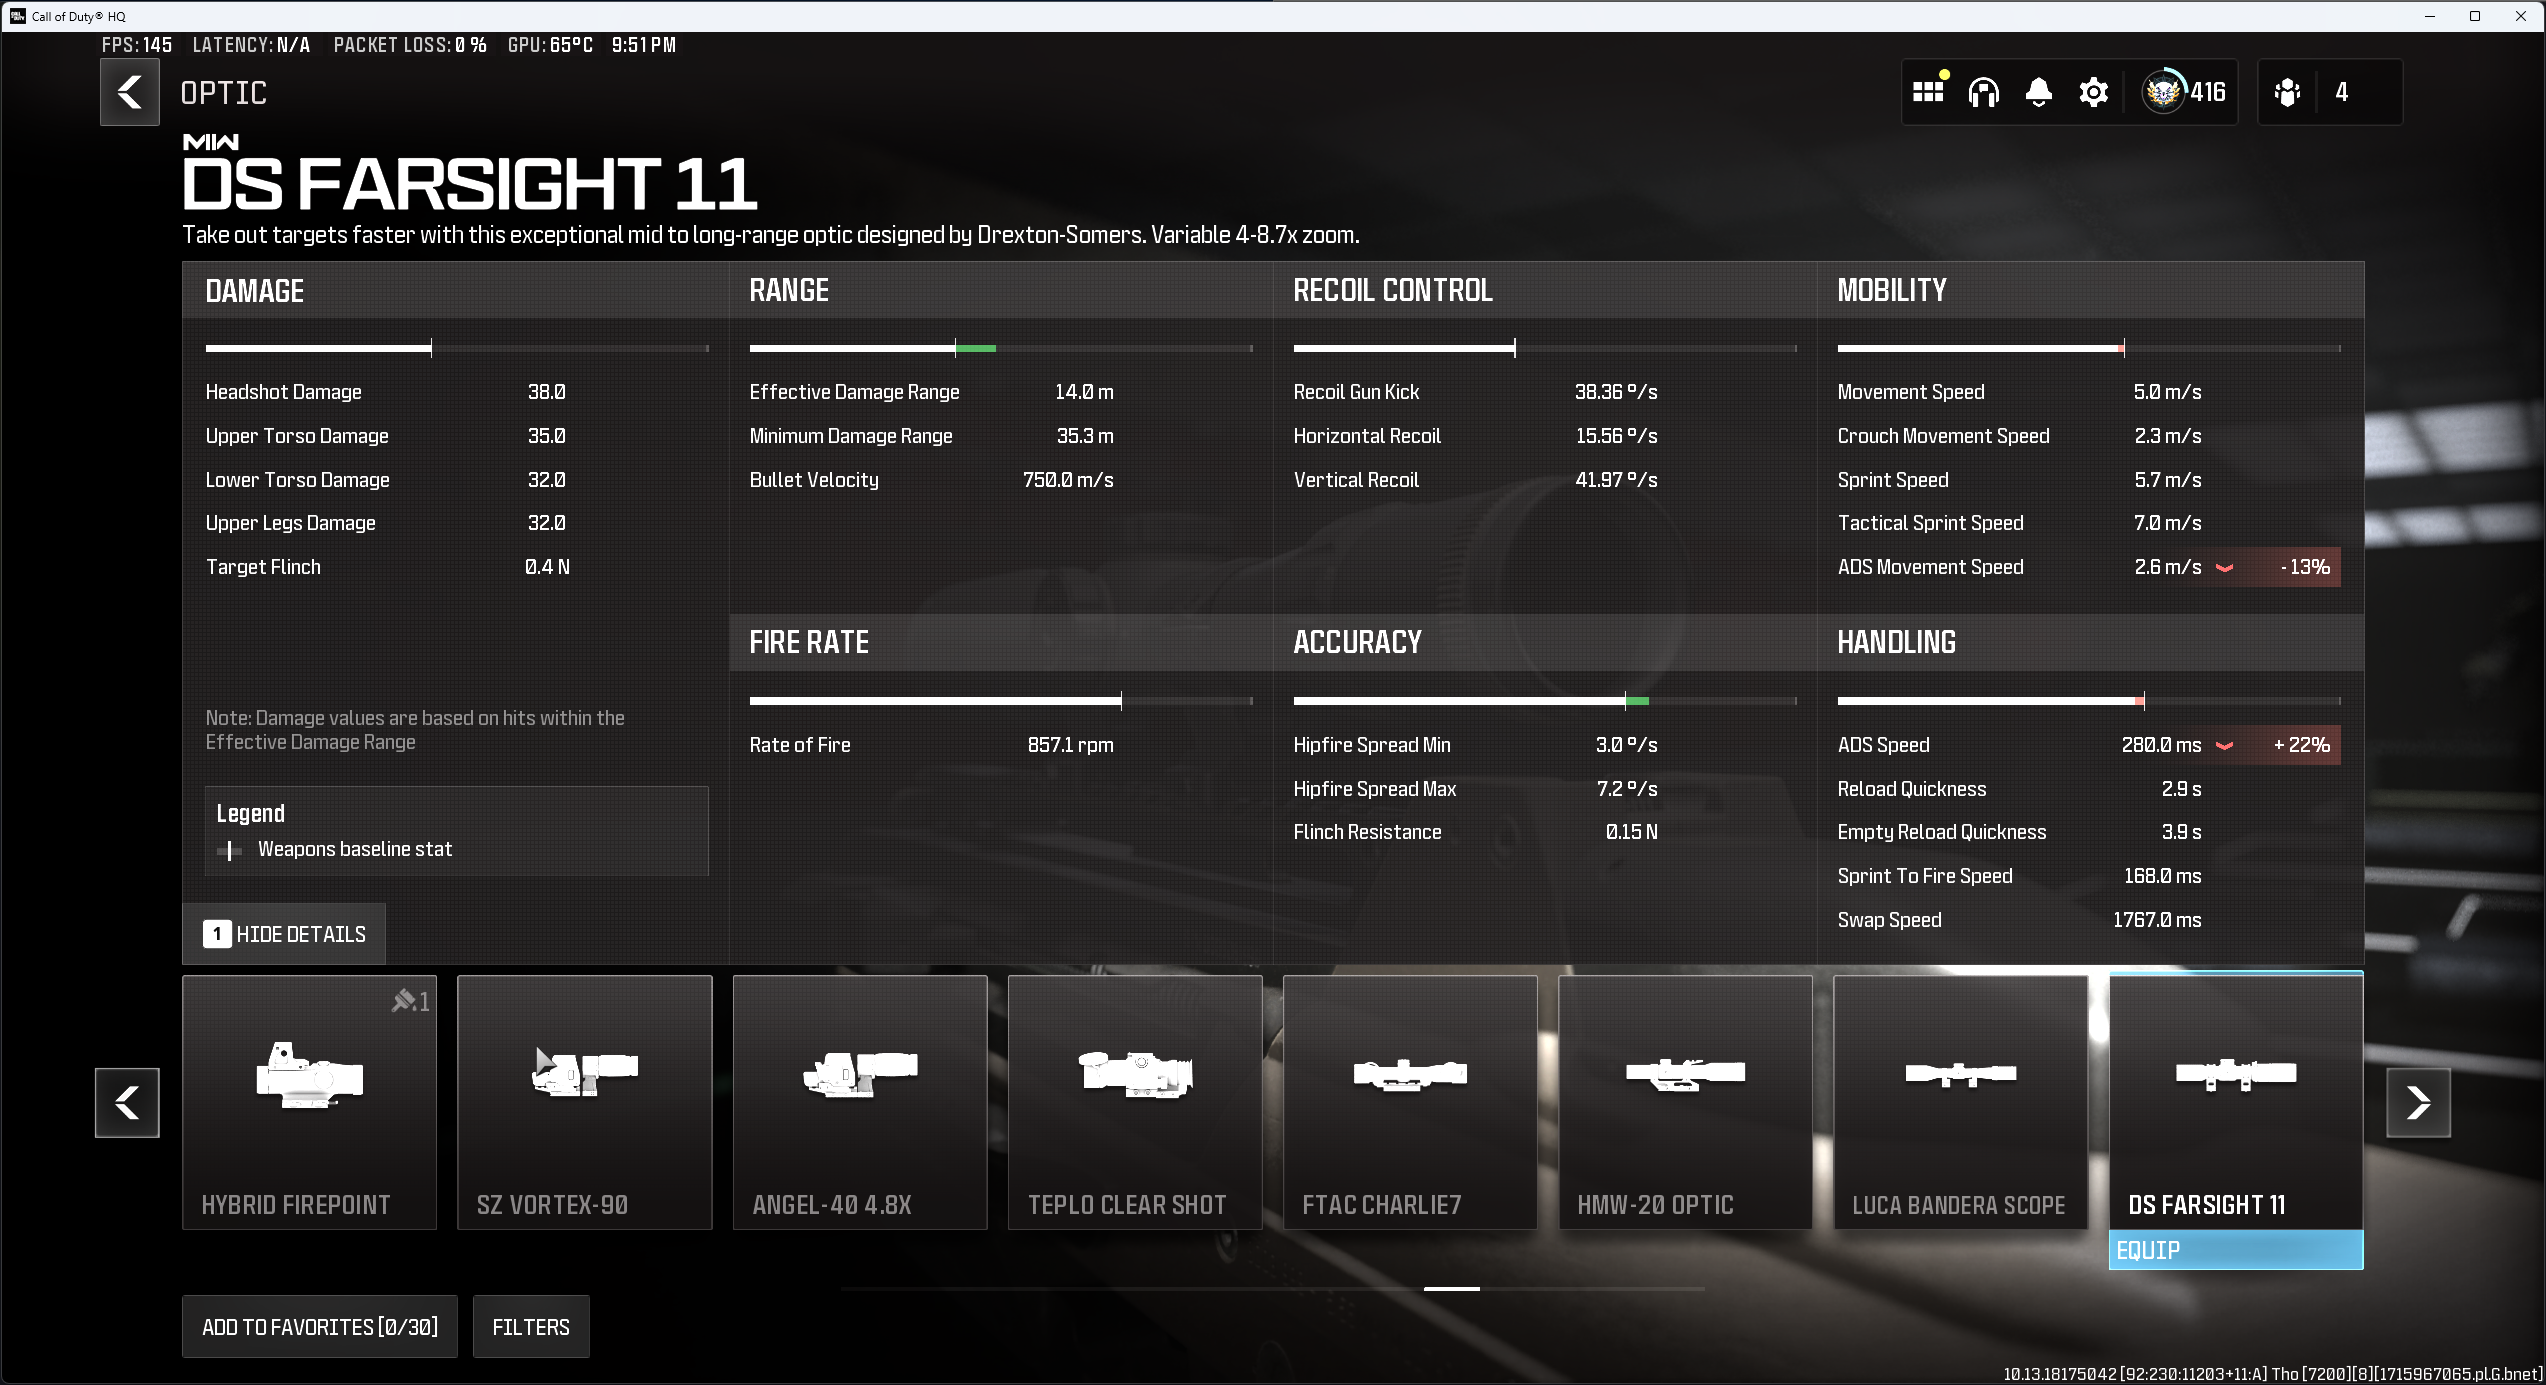 Call of Duty® HQ
FPS: 145 LATENCY: N/A PACKET LOSS: 0 % GPU: 65°C 9:51 PM
OPTIC
416
4
MW
DS FARSIGHT 11
Take out targets faster with this exceptional mid to long-range optic designed by Drexton-Somers. Variable 4-8.7x zoom.
DAMAGE
Headshot Damage 38.0
Upper Torso Damage 35.0
Lower Torso Damage 32.0
Upper Legs Damage 32.0
Target Flinch 0.4 N
Note: Damage values are based on hits within the
Effective Damage Range
Legend
Weapons baseline stat
1 HIDE DETAILS
RANGE
Effective Damage Range 14.0 m
Minimum Damage Range 35.3 m
Bullet Velocity 750.0 m/s
FIRE RATE
Rate of Fire 857.1 rpm
RECOIL CONTROL
Recoil Gun Kick 38.36 º/s
Horizontal Recoil 15.56 º/s
Vertical Recoil 41.97 º/s
ACCURACY
Hipfire Spread Min 3.0 º/s
Hipfire Spread Max 7.2 º/s
Flinch Resistance 0.15 N
MOBILITY
Movement Speed 5.0 m/s
Crouch Movement Speed 2.3 m/s
Sprint Speed 5.7 m/s
Tactical Sprint Speed 7.0 m/s
ADS Movement Speed 2.6 m/s - 13%
HANDLING
ADS Speed 280.0 ms + 22%
Reload Quickness 2.9 s
Empty Reload Quickness 3.9 s
Sprint To Fire Speed 168.0 ms
Swap Speed 1767.0 ms
.1
HYBRID FIREPOINT
SZ VORTEX-90
ANGEL-40 4.8X
TEPLO CLEAR SHOT
FTAC CHARLIE7
HMW-20 OPTIC
LUCA BANDERA SCOPE
DS FARSIGHT 11
EQUIP
ADD TO FAVORITES [0/30]
FILTERS
10.13.18175042 [92:230:11203+11:A] Tho [7200][8][1715967065.pl.G.bnet]